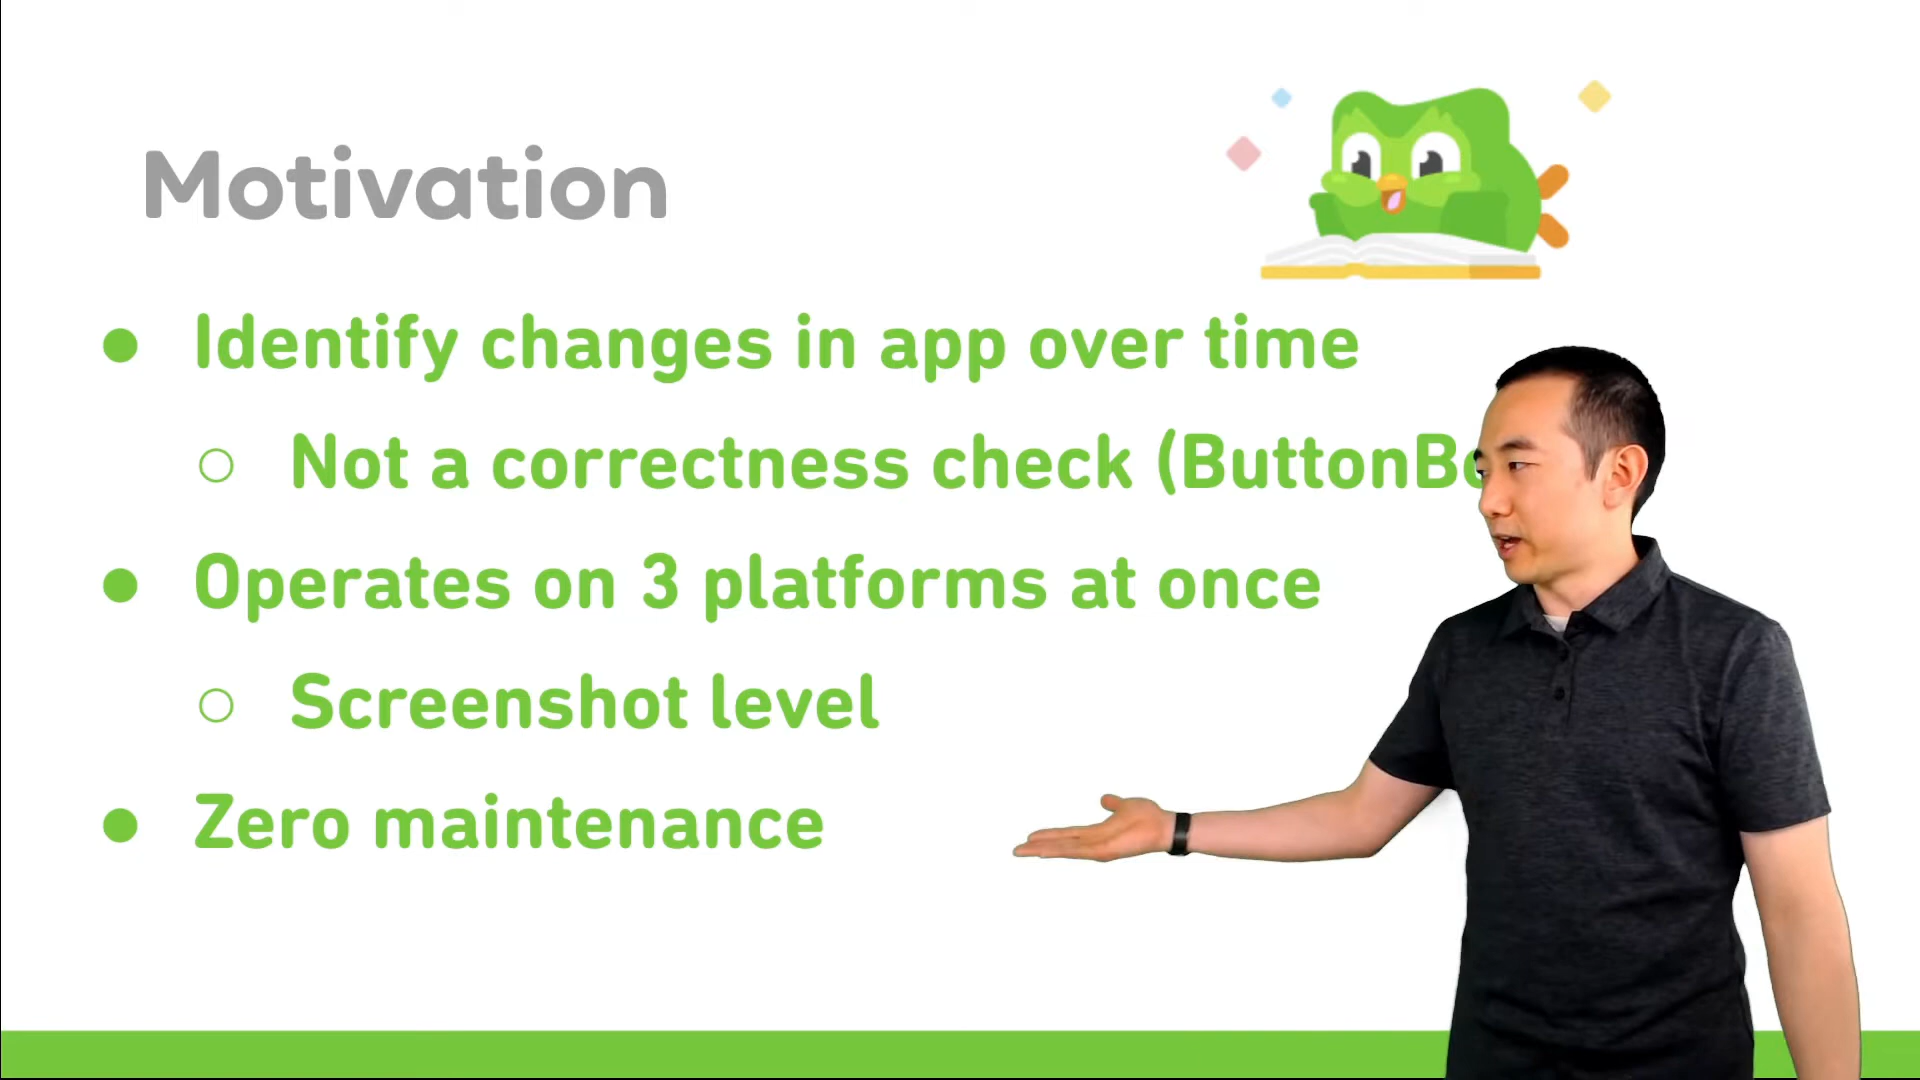 Motivation
● Identify changes in app over time
○ Not a correctness check
● Operates on 3 platforms at once
○ Screenshot level
● Zero maintenance